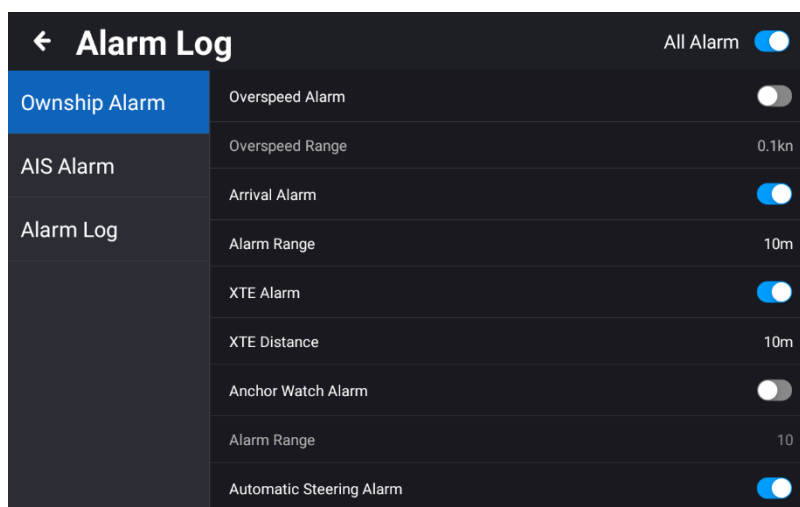 Alarm Log
All Alarm
Ownship Alarm
AIS Alarm
Alarm Log
Overspeed Alarm
Overspeed Range 0.1kn
Arrival Alarm
Alarm Range 10m
XTE Alarm
XTE Distance 10m
Anchor Watch Alarm
Alarm Range 10
Automatic Steering Alarm